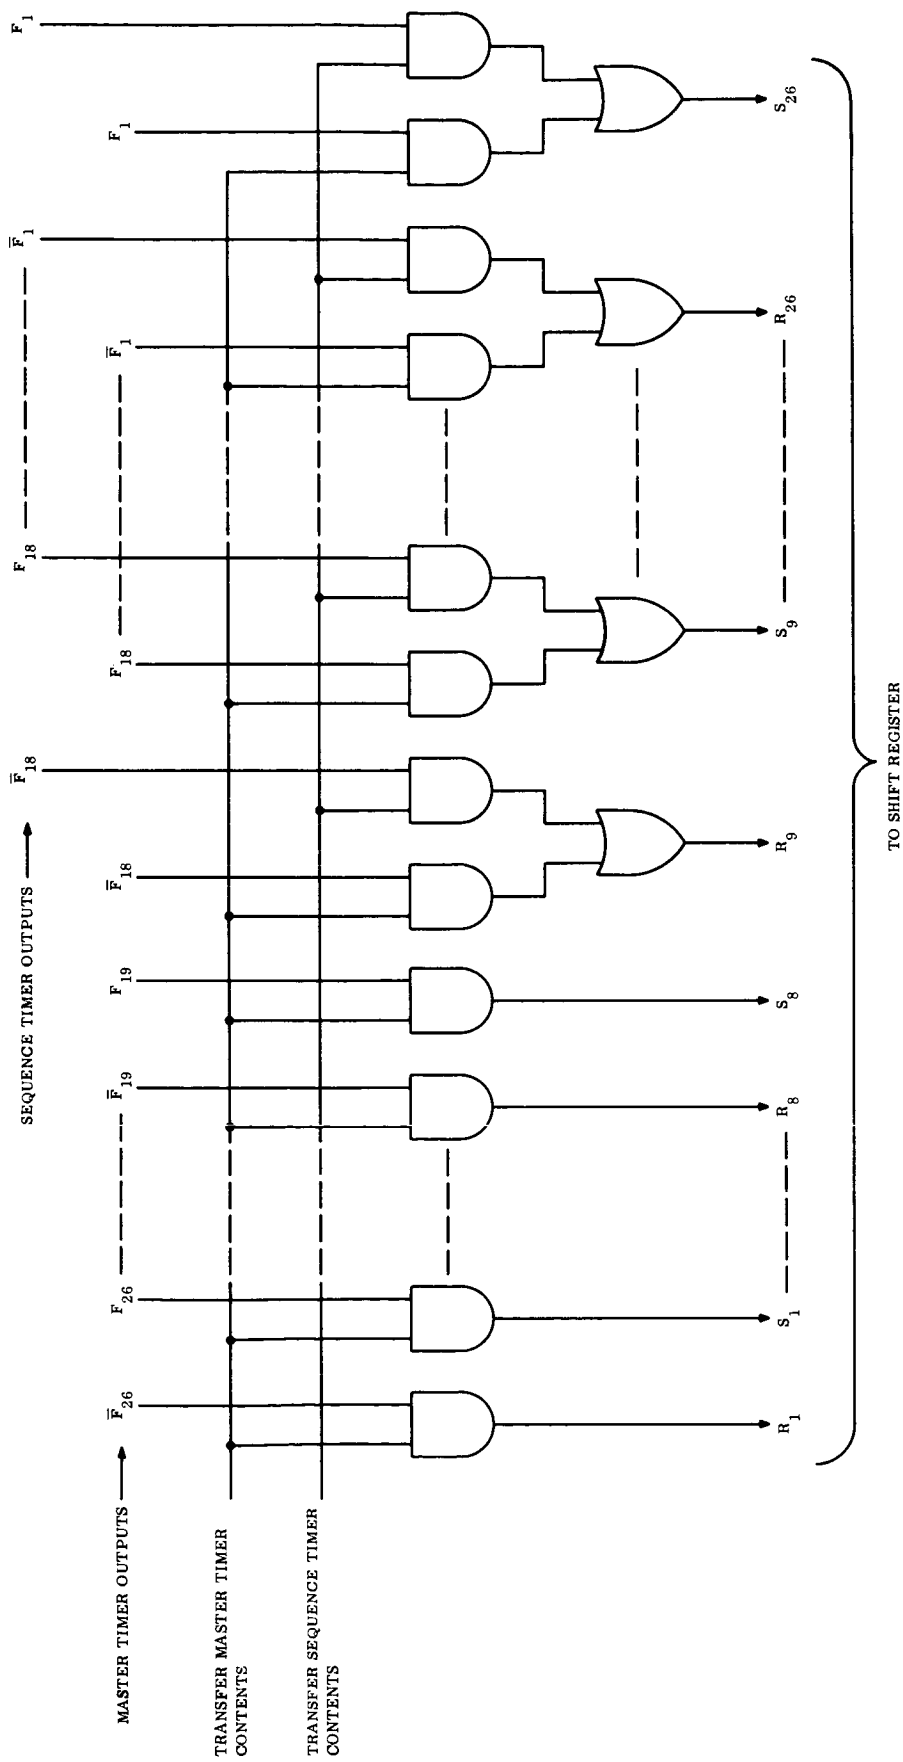 SEQUENCE TIMER OUTPUTS
F̅18
F18
F̅1
F1
MASTER TIMER OUTPUTS
F̅26
F26
F̅19
F19
F̅18
F18
F̅1
F1
TRANSFER MASTER TIMER
CONTENTS
TRANSFER SEQUENCE TIMER
CONTENTS
R1
S1
R8
S8
R9
S9
R26
S26
TO SHIFT REGISTER